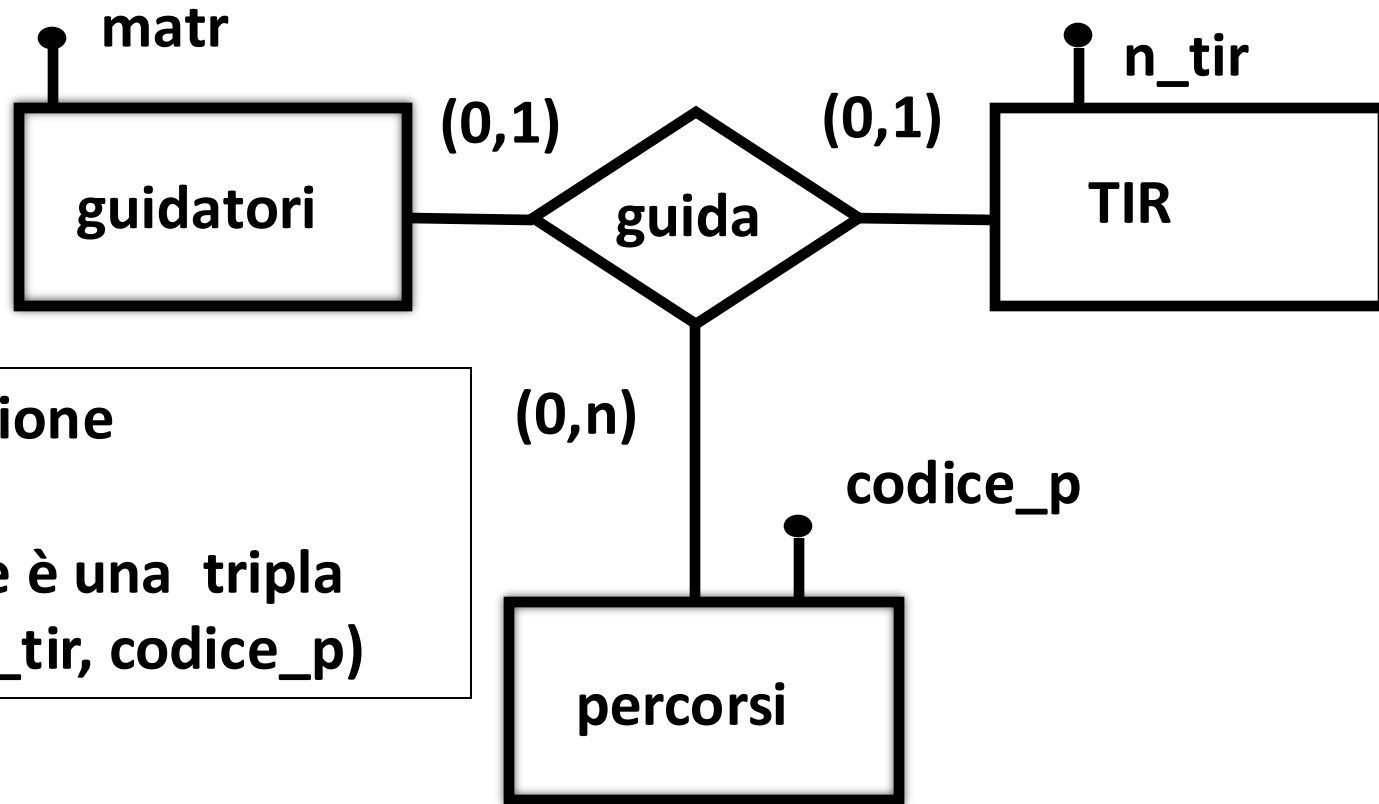 matr
n_tir
(0,1)
(0,1)
guidatori
guida
TIR
(0,n)
ione
codice_p
e è una tripla
_tir, codice_p)
percorsi